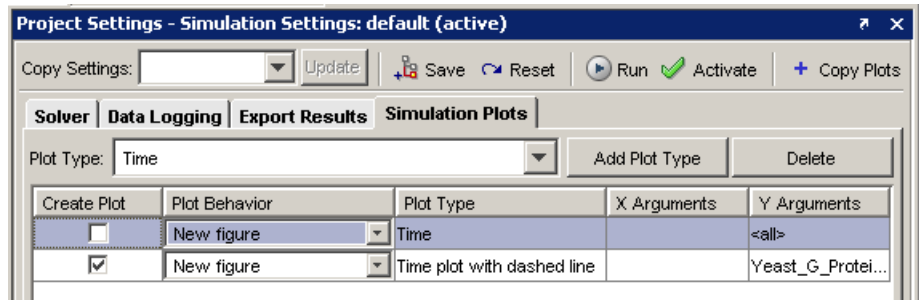 Project Settings - Simulation Settings: default (active)
Copy Settings: Update Save Reset Run Activate + Copy Plots
Solver Data Logging Export Results Simulation Plots
Plot Type: Time Add Plot Type Delete
Create Plot Plot Behavior Plot Type X Arguments Y Arguments
New figure Time <all>
New figure Time plot with dashed line Yeast_G_Protei...